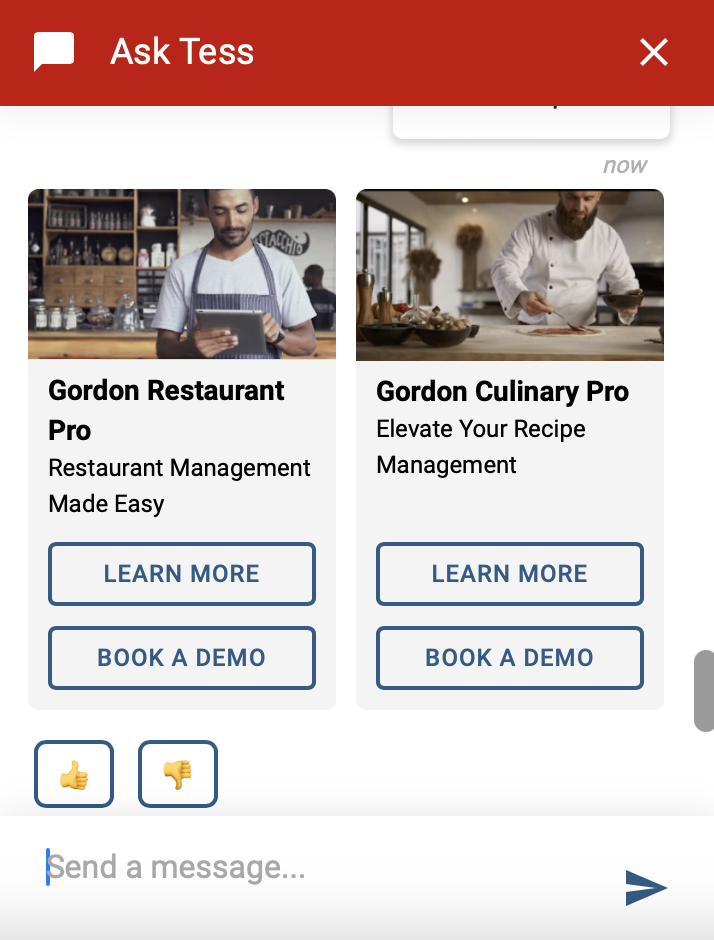 Ask Tess
now
Gordon Restaurant
Pro
Restaurant Management
Made Easy
LEARN MORE
BOOK A DEMO
Gordon Culinary Pro
Elevate Your Recipe
Management
LEARN MORE
BOOK A DEMO
Send a message...